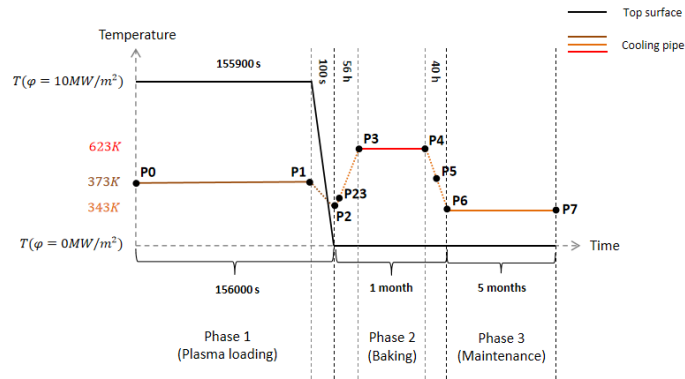 Top surface
Cooling pipe
Temperature
155900 s
100 s
56 h
40 h
T(φ = 10MW/m²)
P3
P4
623K
P0
P1
P5
373K
P23
343K
P2
P6
P7
T(φ = 0MW/m²)
Time
156000 s
1 month
5 months
Phase 1
(Plasma loading)
Phase 2
(Baking)
Phase 3
(Maintenance)